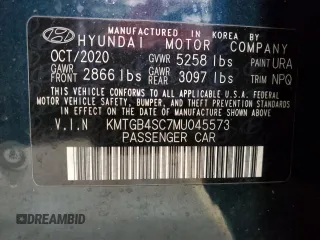 MANUFACTURED IN KOREA BY
HYUNDAI MOTOR COMPANY
OCT/2020 GVWR 5258 lbs PAINT URA
GAWR FRONT 2866 lbs GAWR REAR 3097 lbs TRIM NPQ
THIS VEHICLE CONFORMS TO ALL APPLICABLE U.S. FEDERAL
MOTOR VEHICLE SAFETY, BUMPER, AND THEFT PREVENTION STANDARDS
IN EFFECT ON THE DATE OF MANUFACTURE SHOWN ABOVE.
V.I.N KMTGB4SC7MU045573
PASSENGER CAR
DREAMBID